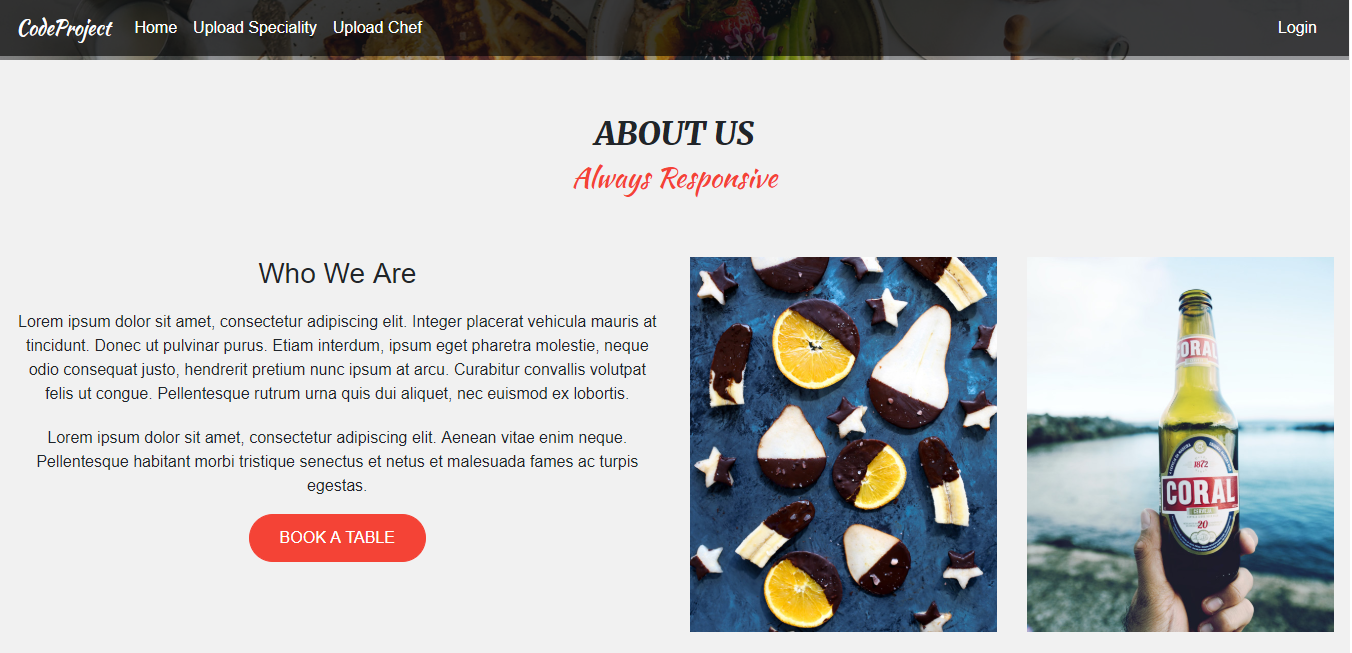 CodeProject Home Upload Speciality Upload Chef Login
ABOUT US
Always Responsive
Who We Are
Lorem ipsum dolor sit amet, consectetur adipiscing elit. Integer placerat vehicula mauris at
tincidunt. Donec ut pulvinar purus. Etiam interdum, ipsum eget pharetra molestie, neque
odio consequat justo, hendrerit pretium nunc ipsum at arcu. Curabitur convallis volutpat
felis ut congue. Pellentesque rutrum urna quis dui aliquet, nec euismod ex lobortis.
Lorem ipsum dolor sit amet, consectetur adipiscing elit. Aenean vitae enim neque.
Pellentesque habitant morbi tristique senectus et netus et malesuada fames ac turpis
egestas.
BOOK A TABLE
CORAL
1872
CORAL
CERVEJA
20